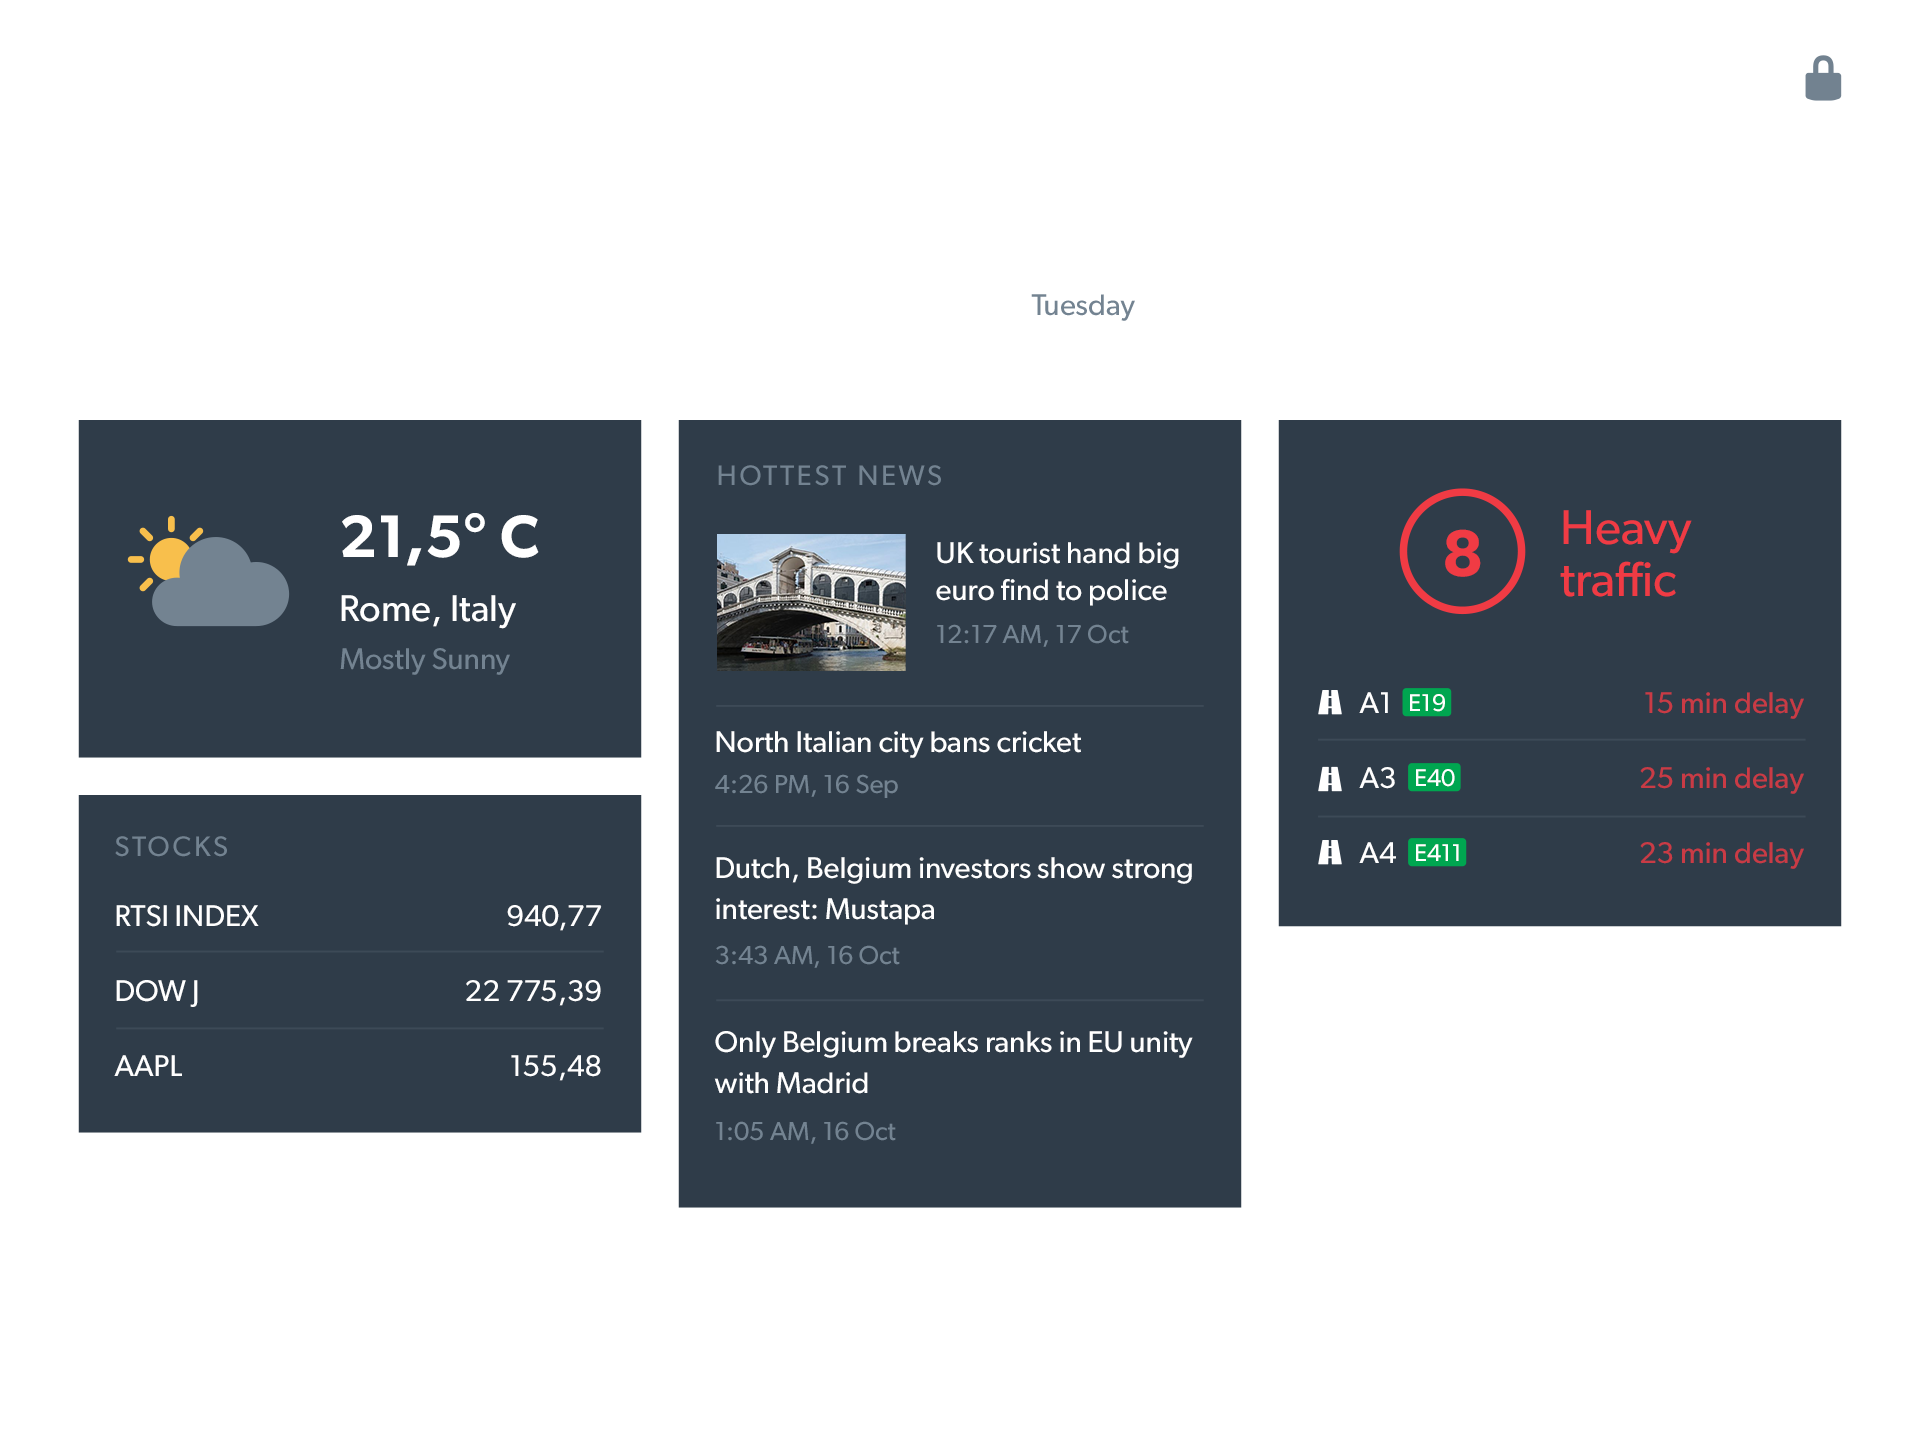 Tuesday
21,5° C
Rome, Italy
Mostly Sunny
STOCKS
RTSI INDEX 940,77
DOW J 22 775,39
AAPL 155,48
HOTTEST NEWS
UK tourist hand big
euro find to police
12:17 AM, 17 Oct
North Italian city bans cricket
4:26 PM, 16 Sep
Dutch, Belgium investors show strong
interest: Mustapa
3:43 AM, 16 Oct
Only Belgium breaks ranks in EU unity
with Madrid
1:05 AM, 16 Oct
8
Heavy
traffic
A1 E19 15 min delay
A3 E40 25 min delay
A4 E411 23 min delay